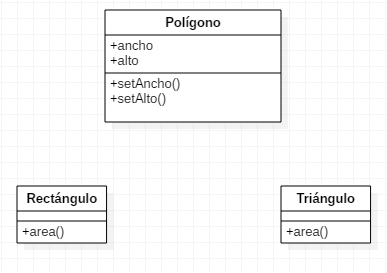 Polígono
+ancho
+alto
+setAncho()
+setAlto()
Rectángulo
+area()
Triángulo
+area()